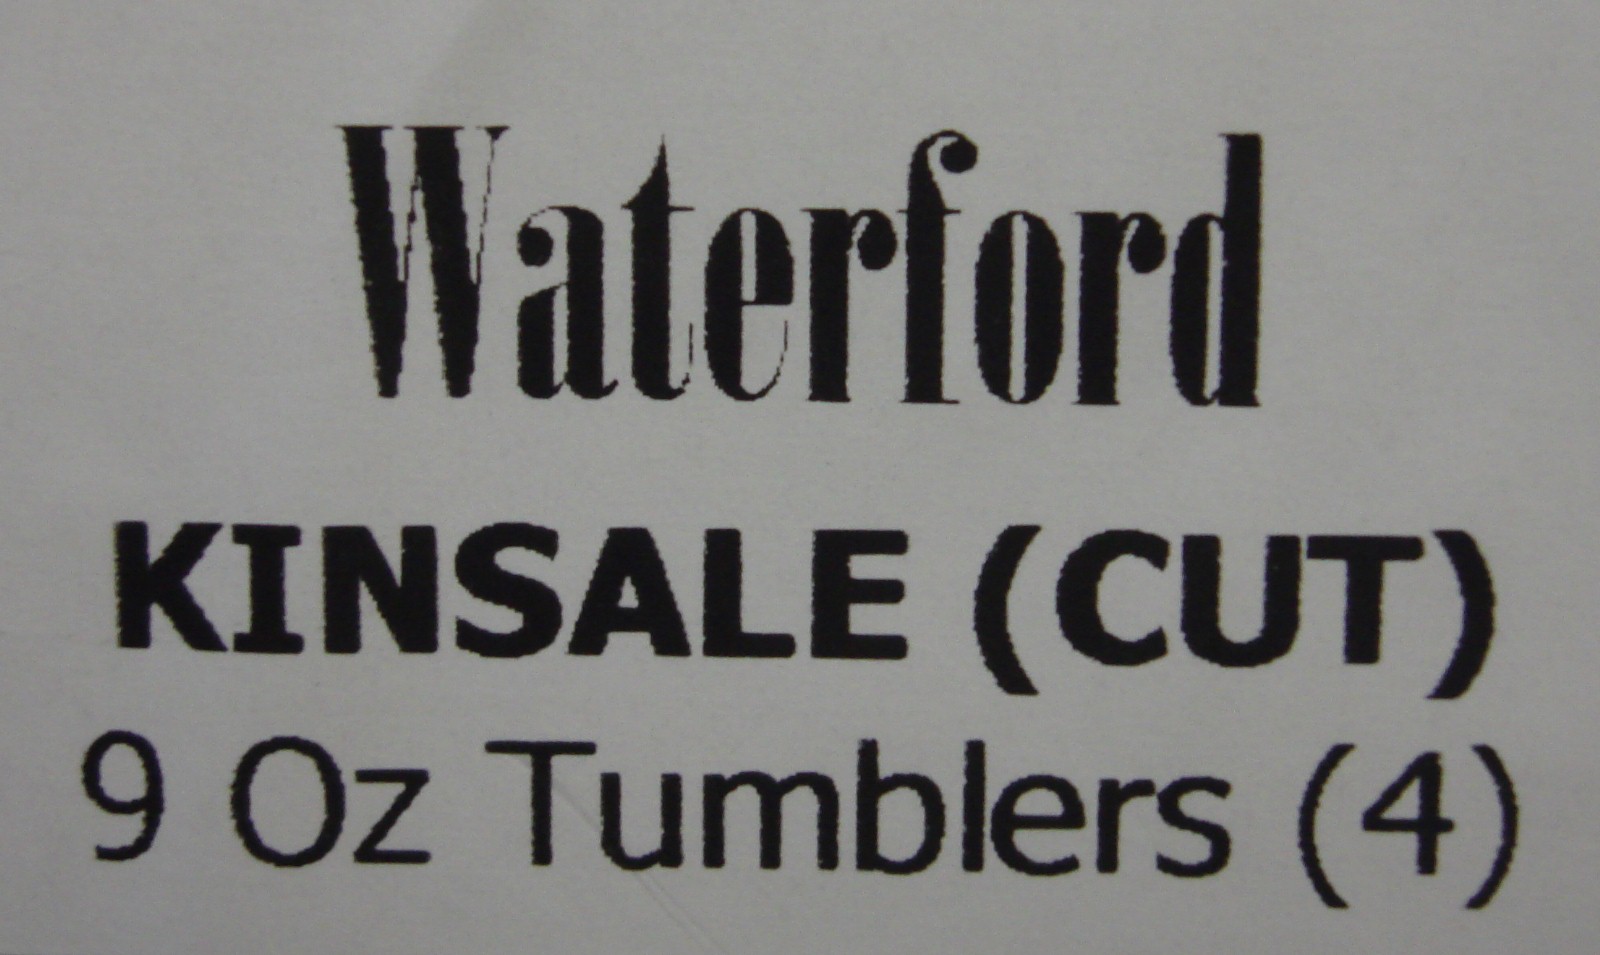 Waterford
KINSALE (CUT)
9 Oz Tumblers (4)